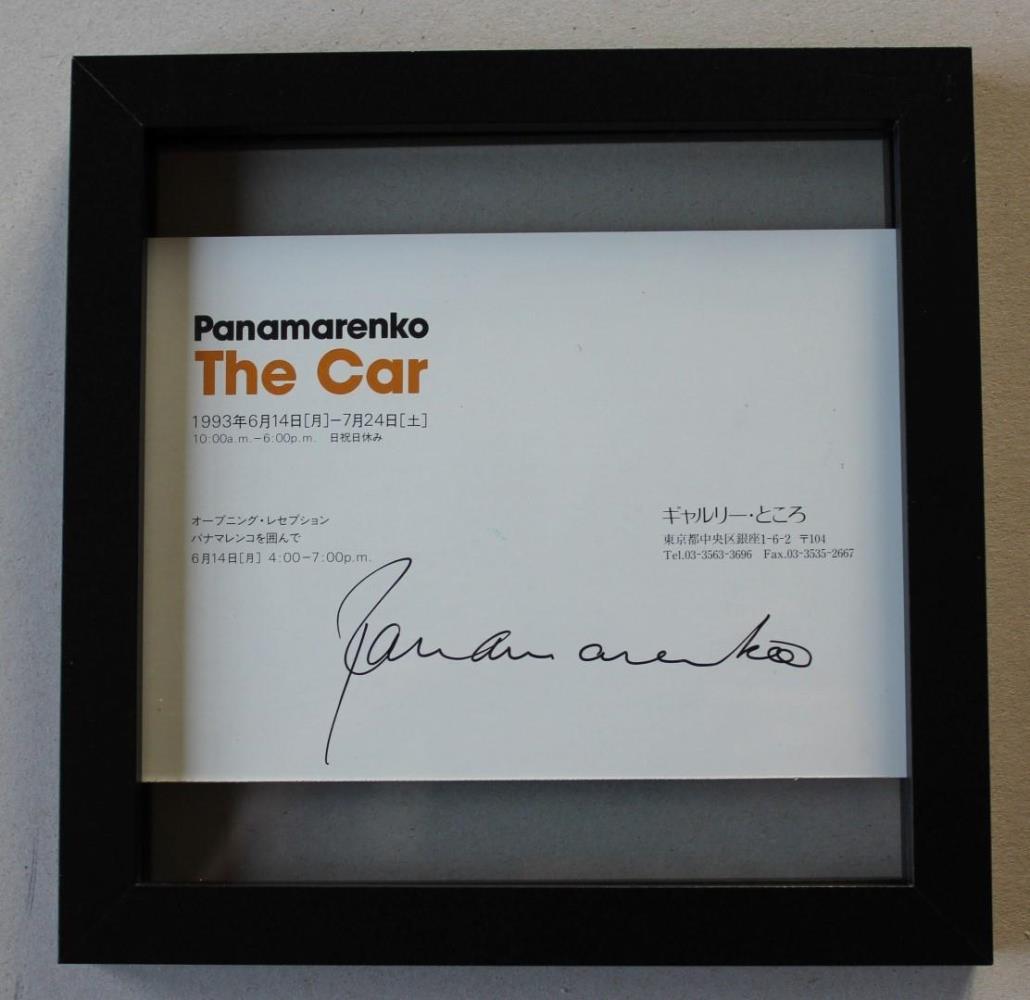 Panamarenko
The Car
1993年6月14日[月]−7月24日[土]
10:00a.m.−6:00p.m. 日祝日休み
オープニング・レセプション
パナマレンコを囲んで
6月14日[月] 4:00−7:00p.m.
ギャルリー・ところ
東京都中央区銀座1-6-2 〒104
Tel.03-3563-3696 Fax.03-3535-2667
Panamarenko